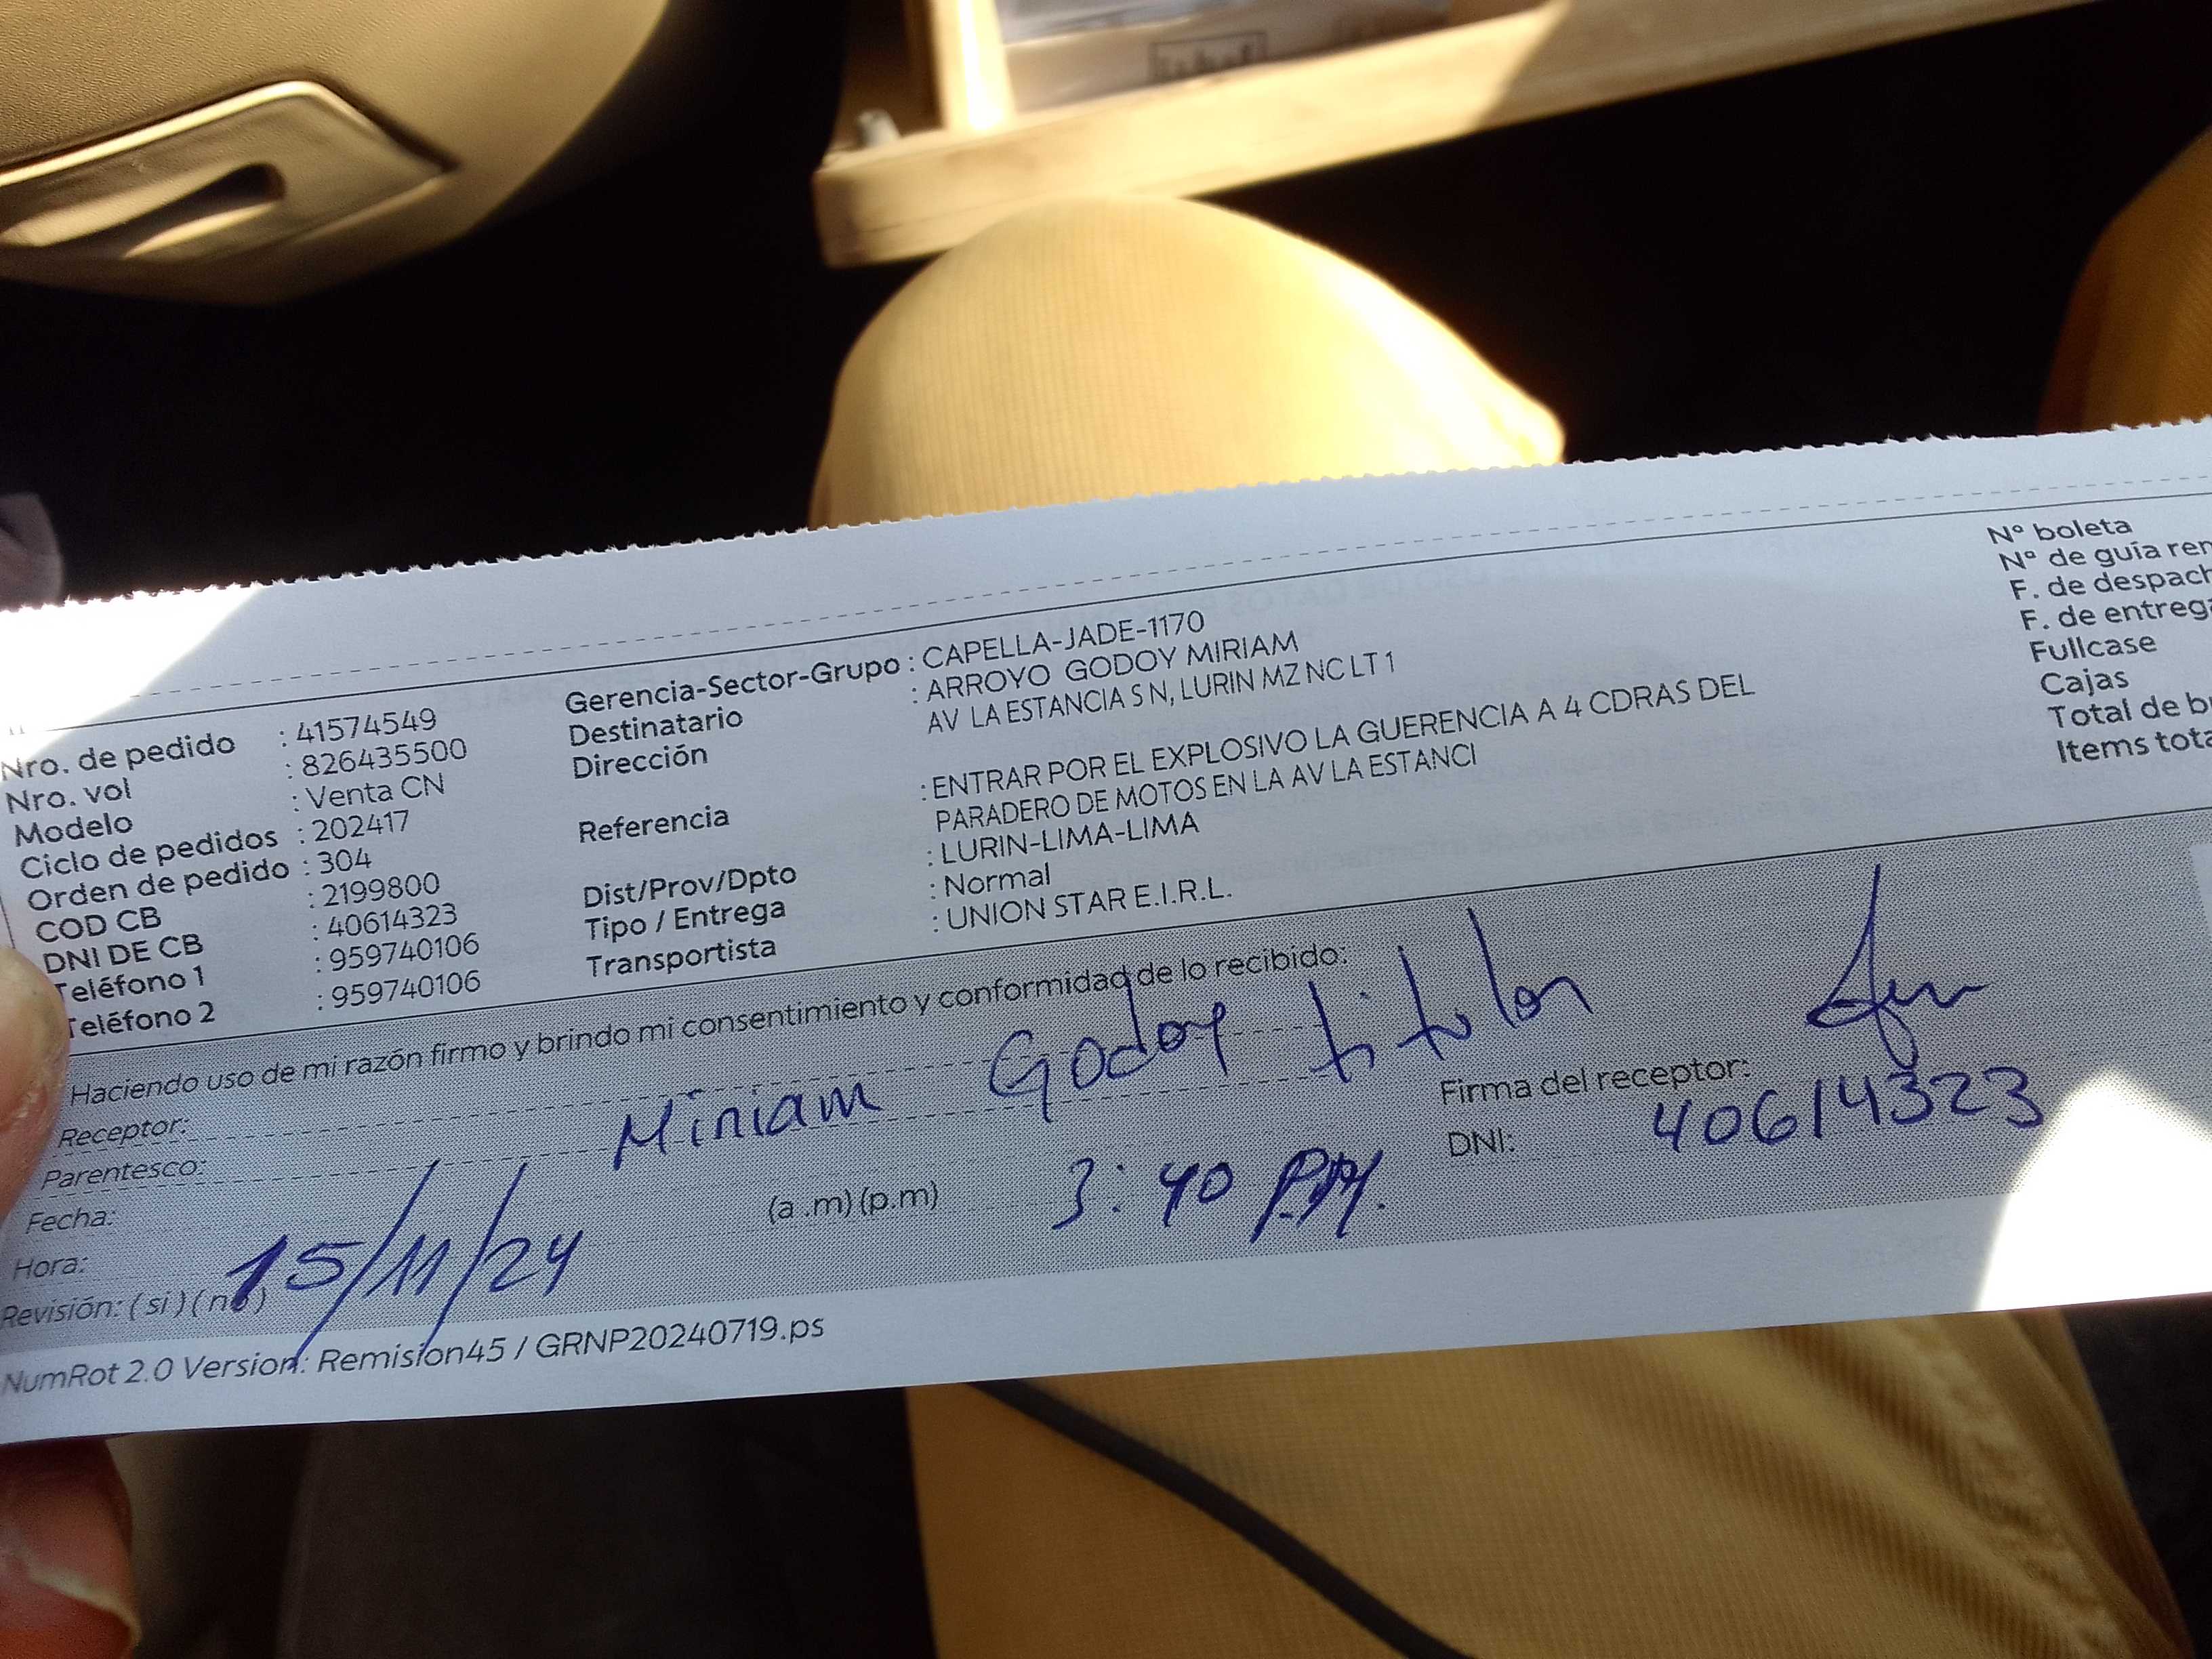 Nro. de pedido : 41574549
Nro. vol : 826435500
Modelo : Venta CN
Ciclo de pedidos : 202417
Orden de pedido : 304
COD CB : 2199800
DNI DE CB : 40614323
Teléfono 1 : 959740106
Teléfono 2 : 959740106
Gerencia-Sector-Grupo : CAPELLA-JADE-1170
Destinatario : ARROYO GODOY MIRIAM
Dirección AV LA ESTANCIA S N, LURIN MZ NC LT 1
Referencia : ENTRAR POR EL EXPLOSIVO LA GUERENCIA A 4 CDRAS DEL
PARADERO DE MOTOS EN LA AV LA ESTANCI
Dist/Prov/Dpto : LURIN-LIMA-LIMA
Tipo / Entrega : Normal
Transportista : UNION STAR E.I.R.L.
N° boleta
N° de guía rem
F. de despach
F. de entrega
Fullcase
Cajas
Total de b
Items tota
Haciendo uso de mi razón firmo y brindo mi consentimiento y conformidad de lo recibido:
Receptor: Miriam Godoy titular
Parentesco:
Fecha: 15/11/24
Hora: (a .m) (p.m) 3:40 P.M.
Revisión: ( si ) ( no )
Firma del receptor:
DNI: 40614323
NumRot 2.0 Version: Remision45 / GRNP20240719.ps